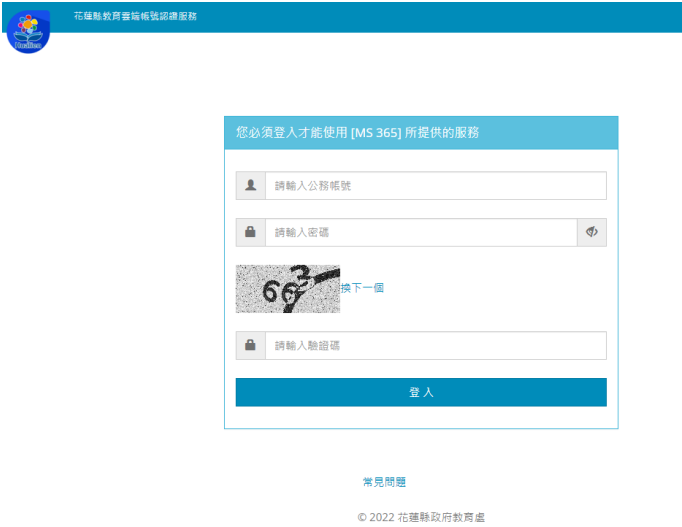 花蓮縣教育雲端帳號認證服務
Hualien
您必須登入才能使用 [MS 365] 所提供的服務
請輸入公務帳號
請輸入密碼
換下一個
請輸入驗證碼
登入
常見問題
© 2022 花蓮縣政府教育處